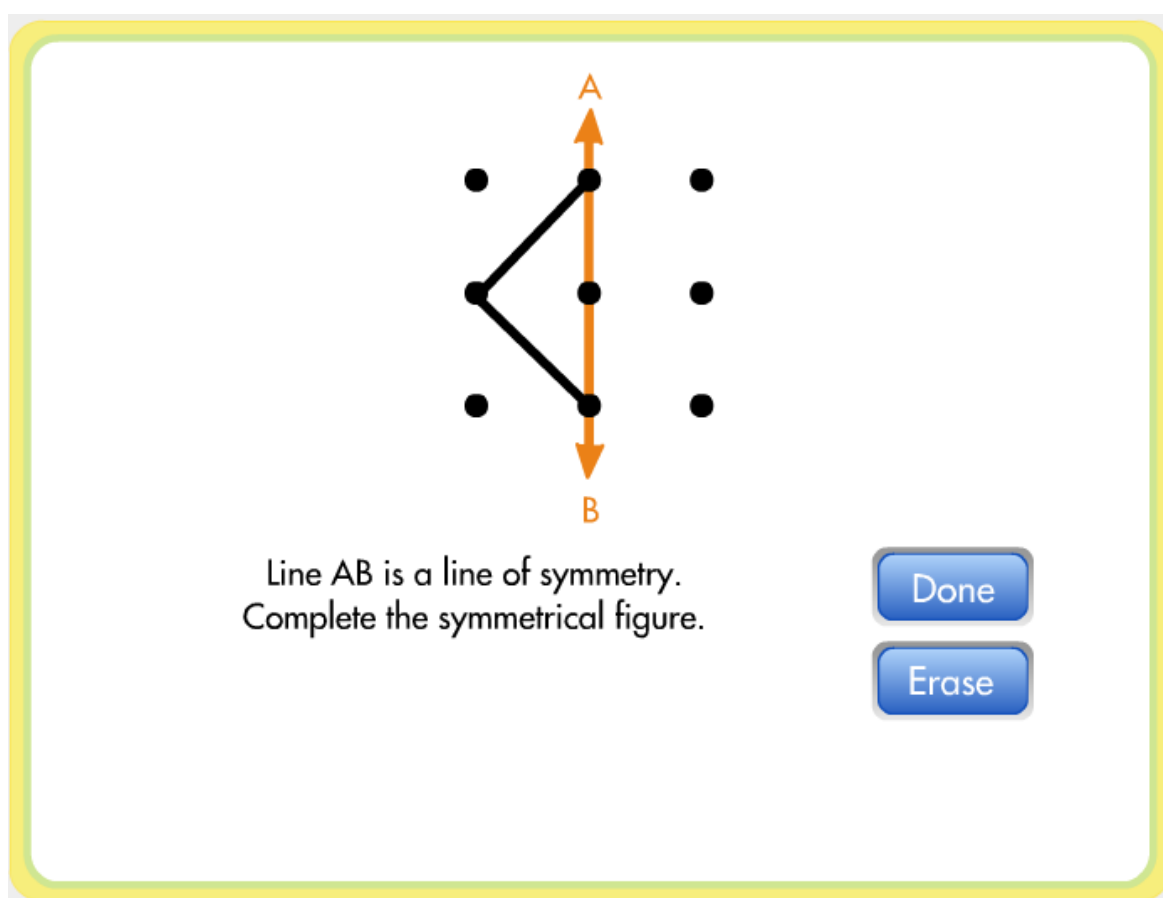 A
B
Line AB is a line of symmetry.
Complete the symmetrical figure.
Done
Erase